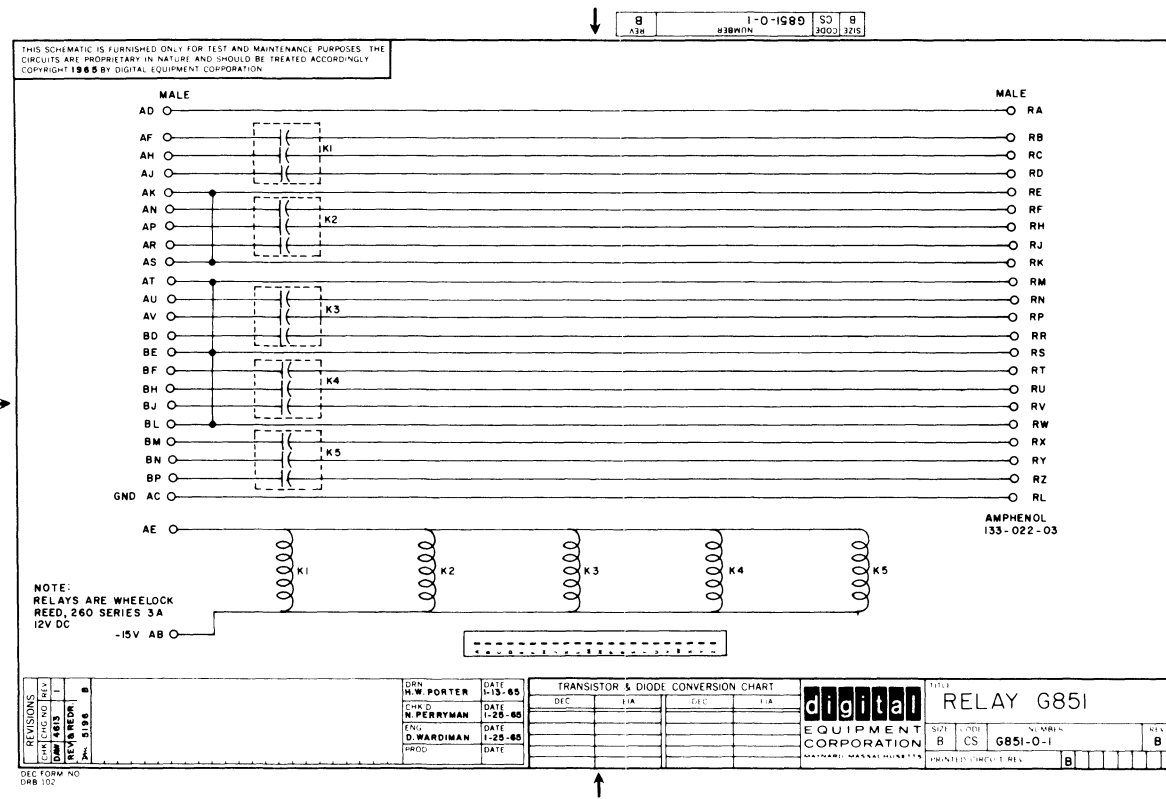 REV NUMBER CODE SIZE
B G851-0-1 CS B
THIS SCHEMATIC IS FURNISHED ONLY FOR TEST AND MAINTENANCE PURPOSES THE
CIRCUITS ARE PROPRIETARY IN NATURE AND SHOULD BE TREATED ACCORDINGLY
COPYRIGHT 1965 BY DIGITAL EQUIPMENT CORPORATION
MALE MALE
AD RA
AF RB
K1
AH RC
AJ RD
AK RE
AN RF
K2
AP RH
AR RJ
AS RK
AT RM
AU RN
K3
AV RP
BD RR
BE RS
BF RT
K4
BH RU
BJ RV
BL RW
BM RX
K5
BN RY
BP RZ
GND AC RL
AMPHENOL
133-022-03
AE
K1 K2 K3 K4 K5
NOTE:
RELAYS ARE WHEELOCK
REED, 260 SERIES 3A
12V DC
-15V AB
REVISIONS
CHK CHG NO REV
4613 1
REV & REDR.
5196 B
DRN DATE
H.W. PORTER 1-13-65
CHK'D DATE
N. PERRYMAN 1-25-65
ENG DATE
D. WARDIMAN 1-25-65
PROD DATE
TRANSISTOR & DIODE CONVERSION CHART
DEC EIA DEC EIA
digital
EQUIPMENT
CORPORATION
MAYNARD MASSACHUSETTS
TITLE
RELAY G851
SIZE CODE NUMBER REV
B CS G851-0-1 B
PRINTED CIRCUIT REV B
DEC FORM NO
DRB 102